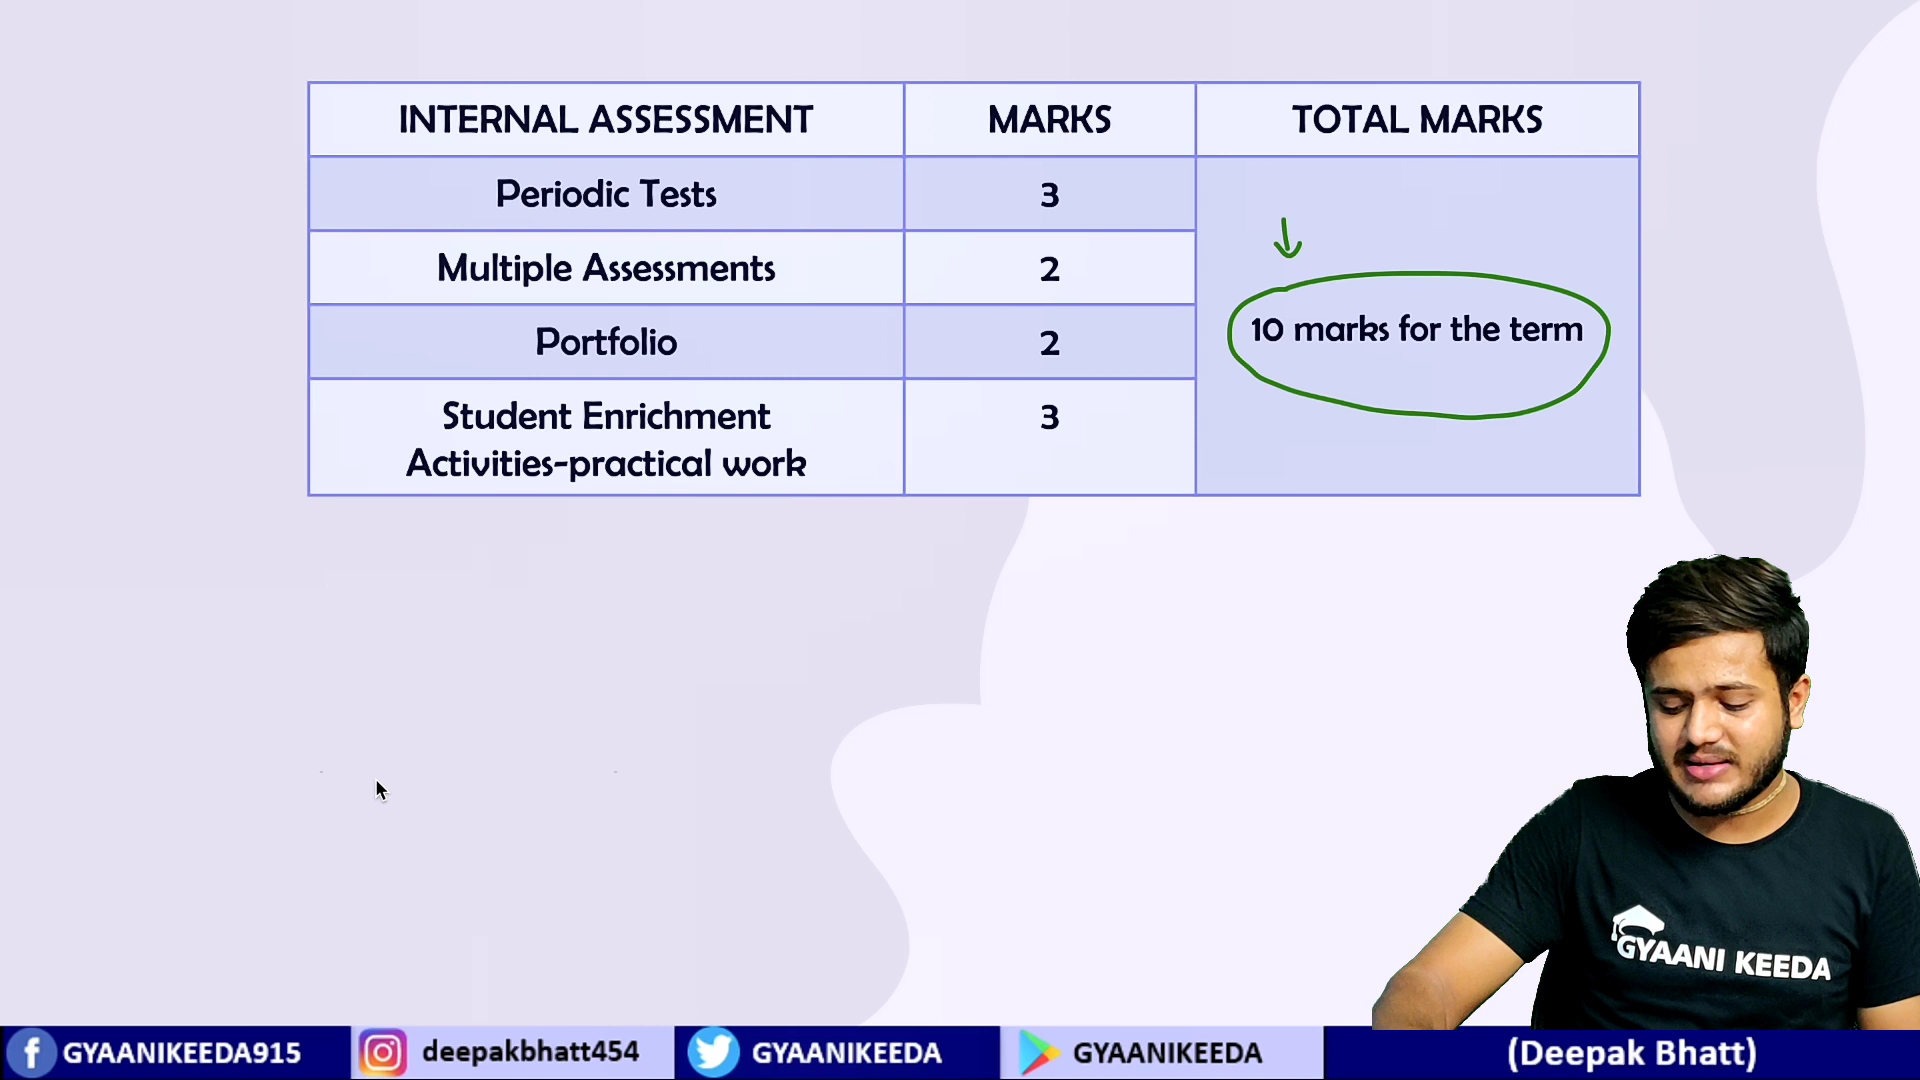 INTERNAL ASSESSMENT MARKS TOTAL MARKS
Periodic Tests 3
Multiple Assessments 2
10 marks for the term
Portfolio 2
Student Enrichment 3
Activities-practical work
GYAANI KEEDA
f GYAANIKEEDA915 deepakbhatt454 GYAANIKEEDA GYAANIKEEDA (Deepak Bhatt)